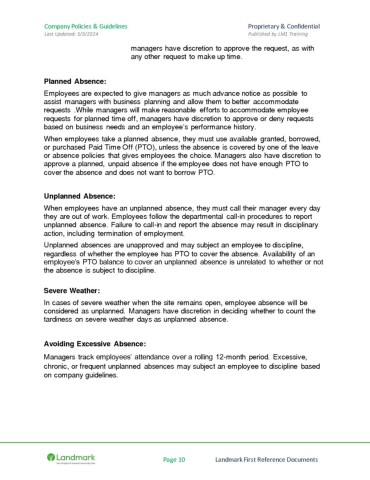 Company Policies & Guidelines Proprietary & Confidential
Last Updated: 5/3/2014 Published by LM1 Training
managers have discretion to approve the request, as with
any other request to make up time.
Planned Absence:
Employees are expected to give managers as much advance notice as possible to
assist managers with business planning and allow them to better accommodate
requests .While managers will make reasonable efforts to accommodate employee
requests for planned time off, managers have discretion to approve or deny requests
based on business needs and an employee's performance history.
When employees take a planned absence, they must use available granted, borrowed,
or purchased Paid Time Off (PTO), unless the absence is covered by one of the leave
or absence policies that gives employees the choice. Managers also have discretion to
approve a planned, unpaid absence if the employee does not have enough PTO to
cover the absence and does not want to borrow PTO.
Unplanned Absence:
When employees have an unplanned absence, they must call their manager every day
they are out of work. Employees follow the departmental call-in procedures to report
unplanned absence. Failure to call-in and report the absence may result in disciplinary
action, including termination of employment.
Unplanned absences are unapproved and may subject an employee to discipline,
regardless of whether the employee has PTO to cover the absence. Availability of an
employee's PTO balance to cover an unplanned absence is unrelated to whether or not
the absence is subject to discipline.
Severe Weather:
In cases of severe weather when the site remains open, employee absence will be
considered as unplanned. Managers have discretion in deciding whether to count the
tardiness on severe weather days as unplanned absence.
Avoiding Excessive Absence:
Managers track employees' attendance over a rolling 12-month period. Excessive,
chronic, or frequent unplanned absences may subject an employee to discipline based
on company guidelines.
Landmark Page 10 Landmark First Reference Documents